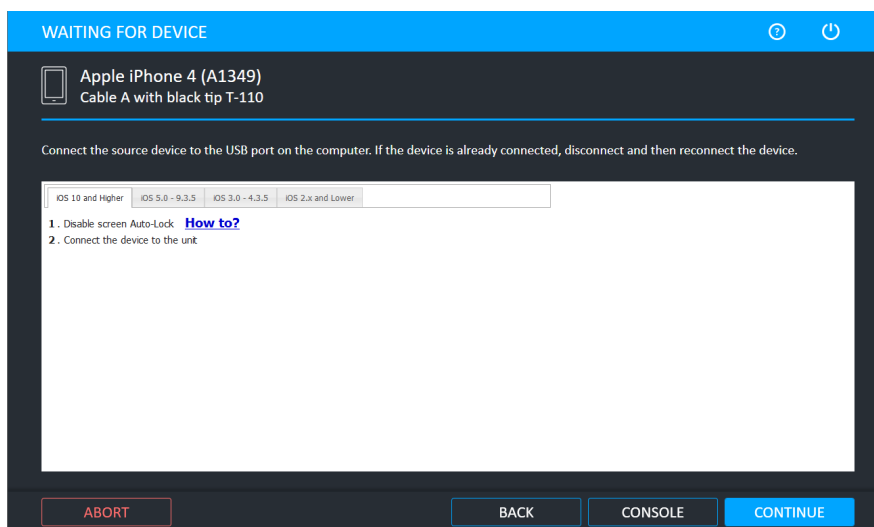 WAITING FOR DEVICE
Apple iPhone 4 (A1349)
Cable A with black tip T-110
Connect the source device to the USB port on the computer. If the device is already connected, disconnect and then reconnect the device.
iOS 10 and Higher iOS 5.0 - 9.3.5 iOS 3.0 - 4.3.5 iOS 2.x and Lower
1 . Disable screen Auto-Lock How to?
2 . Connect the device to the unit
ABORT BACK CONSOLE CONTINUE